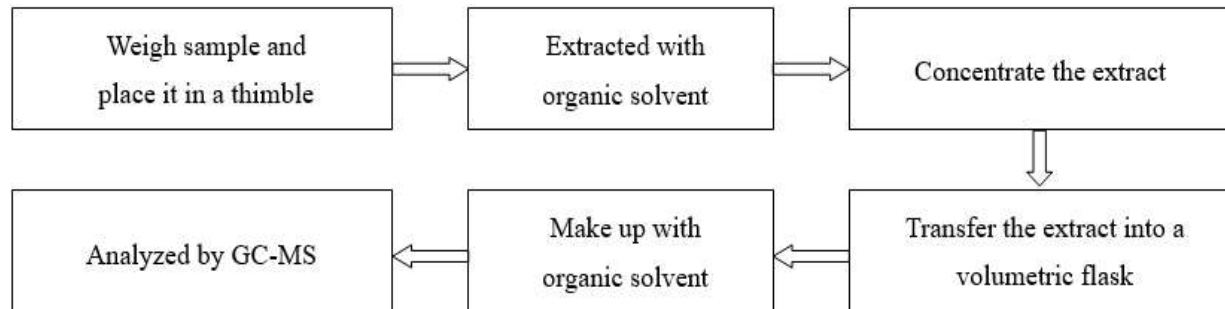 Weigh sample and
place it in a thimble
Extracted with
organic solvent
Concentrate the extract
Transfer the extract into a
volumetric flask
Make up with
organic solvent
Analyzed by GC-MS